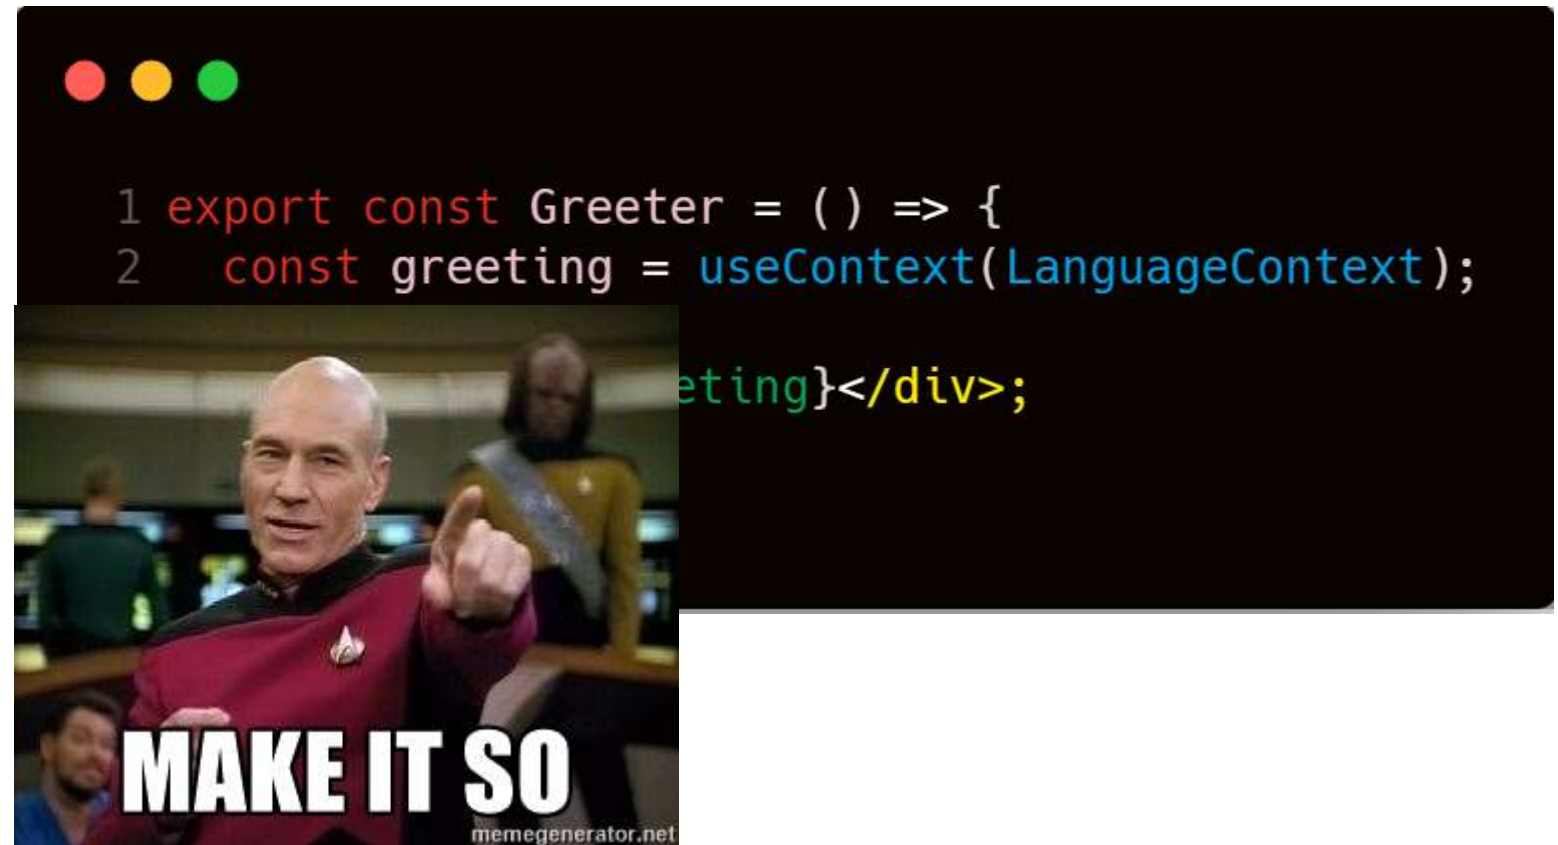 1 export const Greeter = () => {
2 const greeting = useContext(LanguageContext);
eting}</div>;
MAKE IT SO
memegenerator.net